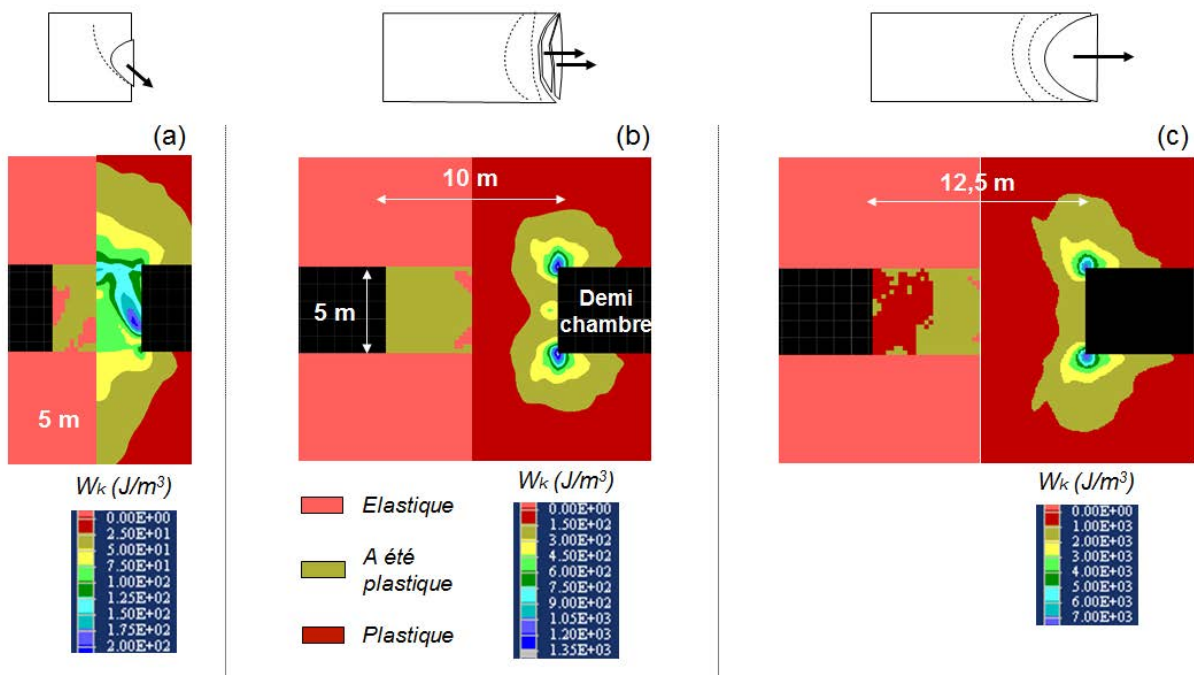 (a)
(b)
(c)
10 m
12,5 m
5 m
Demi
chambre
5 m
Wk (J/m³)
0.00E+00
2.50E+01
5.00E+01
7.50E+01
1.00E+02
1.25E+02
1.50E+02
1.75E+02
2.00E+02
Elastique
A été
plastique
Plastique
Wk (J/m³)
0.00E+00
1.50E+02
3.00E+02
4.50E+02
6.00E+02
7.50E+02
9.00E+02
1.05E+03
1.20E+03
1.35E+03
Wk (J/m³)
0.00E+00
1.00E+03
2.00E+03
3.00E+03
4.00E+03
5.00E+03
6.00E+03
7.00E+03